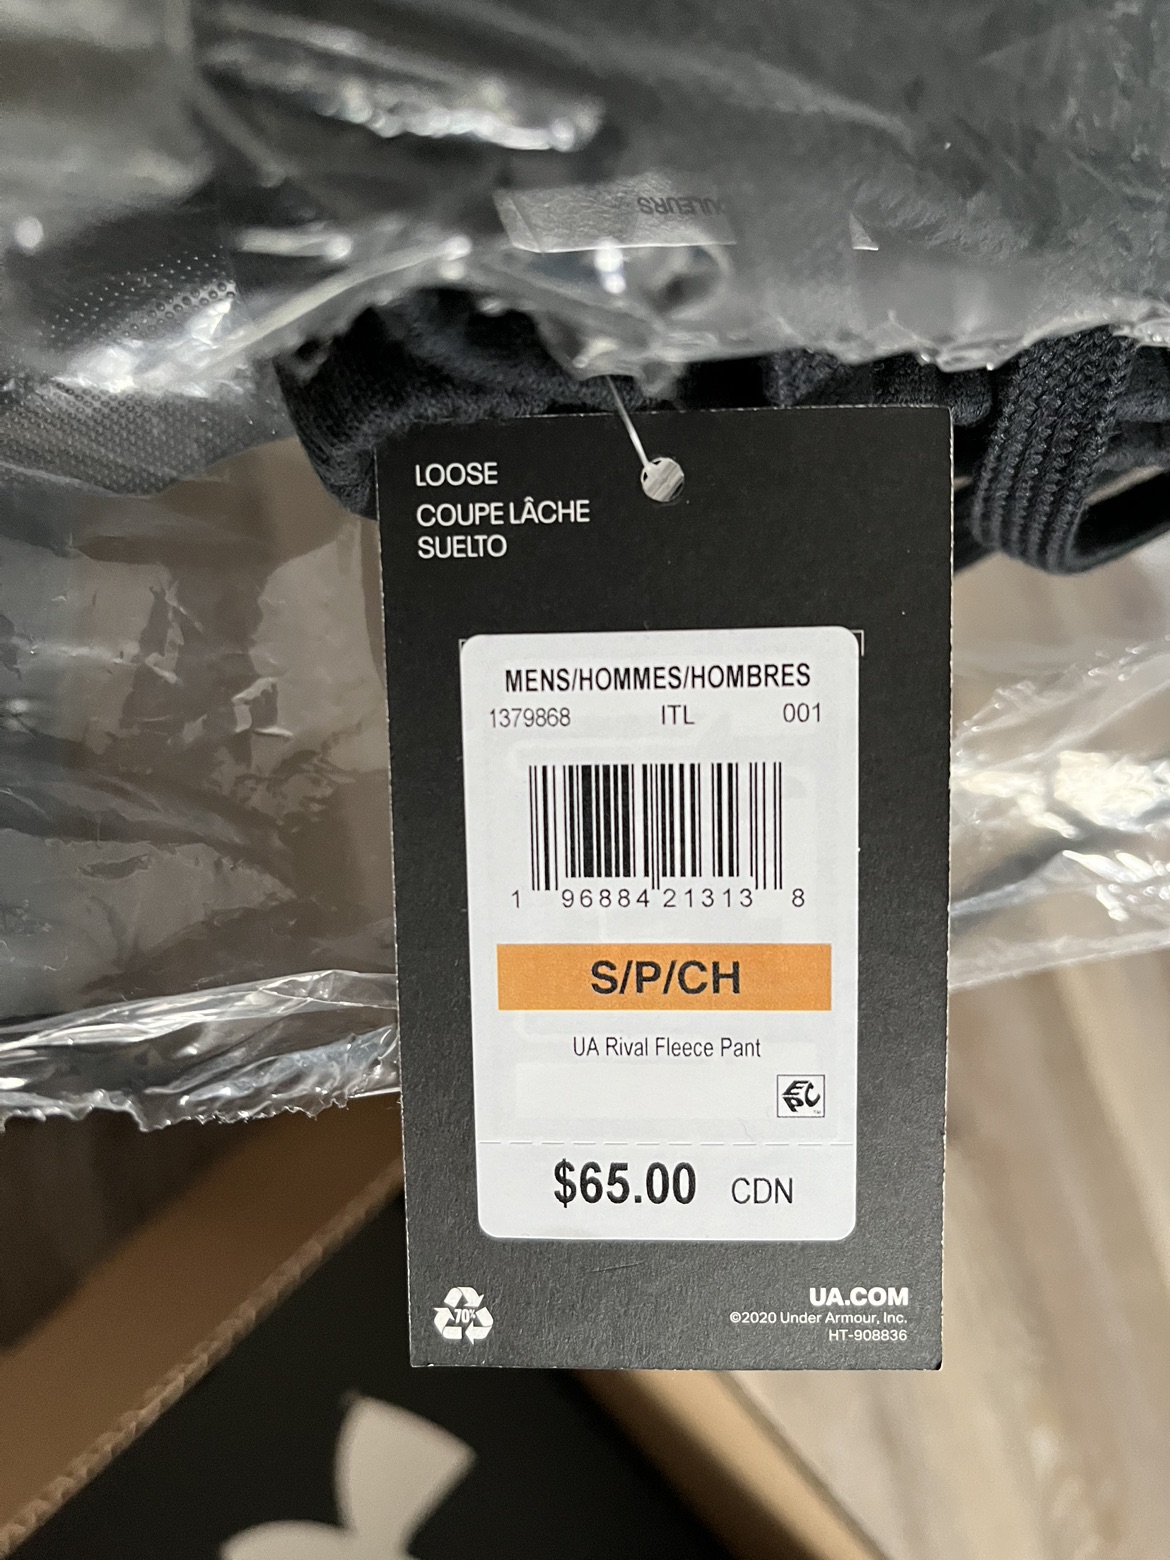 LOOSE
COUPE LÂCHE
SUELTO
MENS/HOMMES/HOMBRES
1379868 ITL 001
1 96884 21313 8
S/P/CH
UA Rival Fleece Pant
EPC
$65.00 CDN
70%
UA.COM
©2020 Under Armour, Inc.
HT-908836